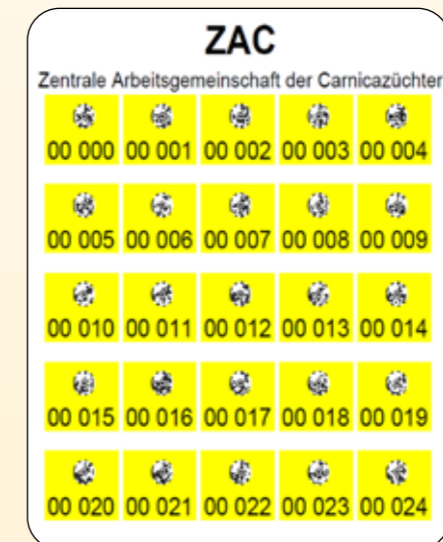 ZAC
Zentrale Arbeitsgemeinschaft der Carnicazüchter
00 000 00 001 00 002 00 003 00 004
00 005 00 006 00 007 00 008 00 009
00 010 00 011 00 012 00 013 00 014
00 015 00 016 00 017 00 018 00 019
00 020 00 021 00 022 00 023 00 024